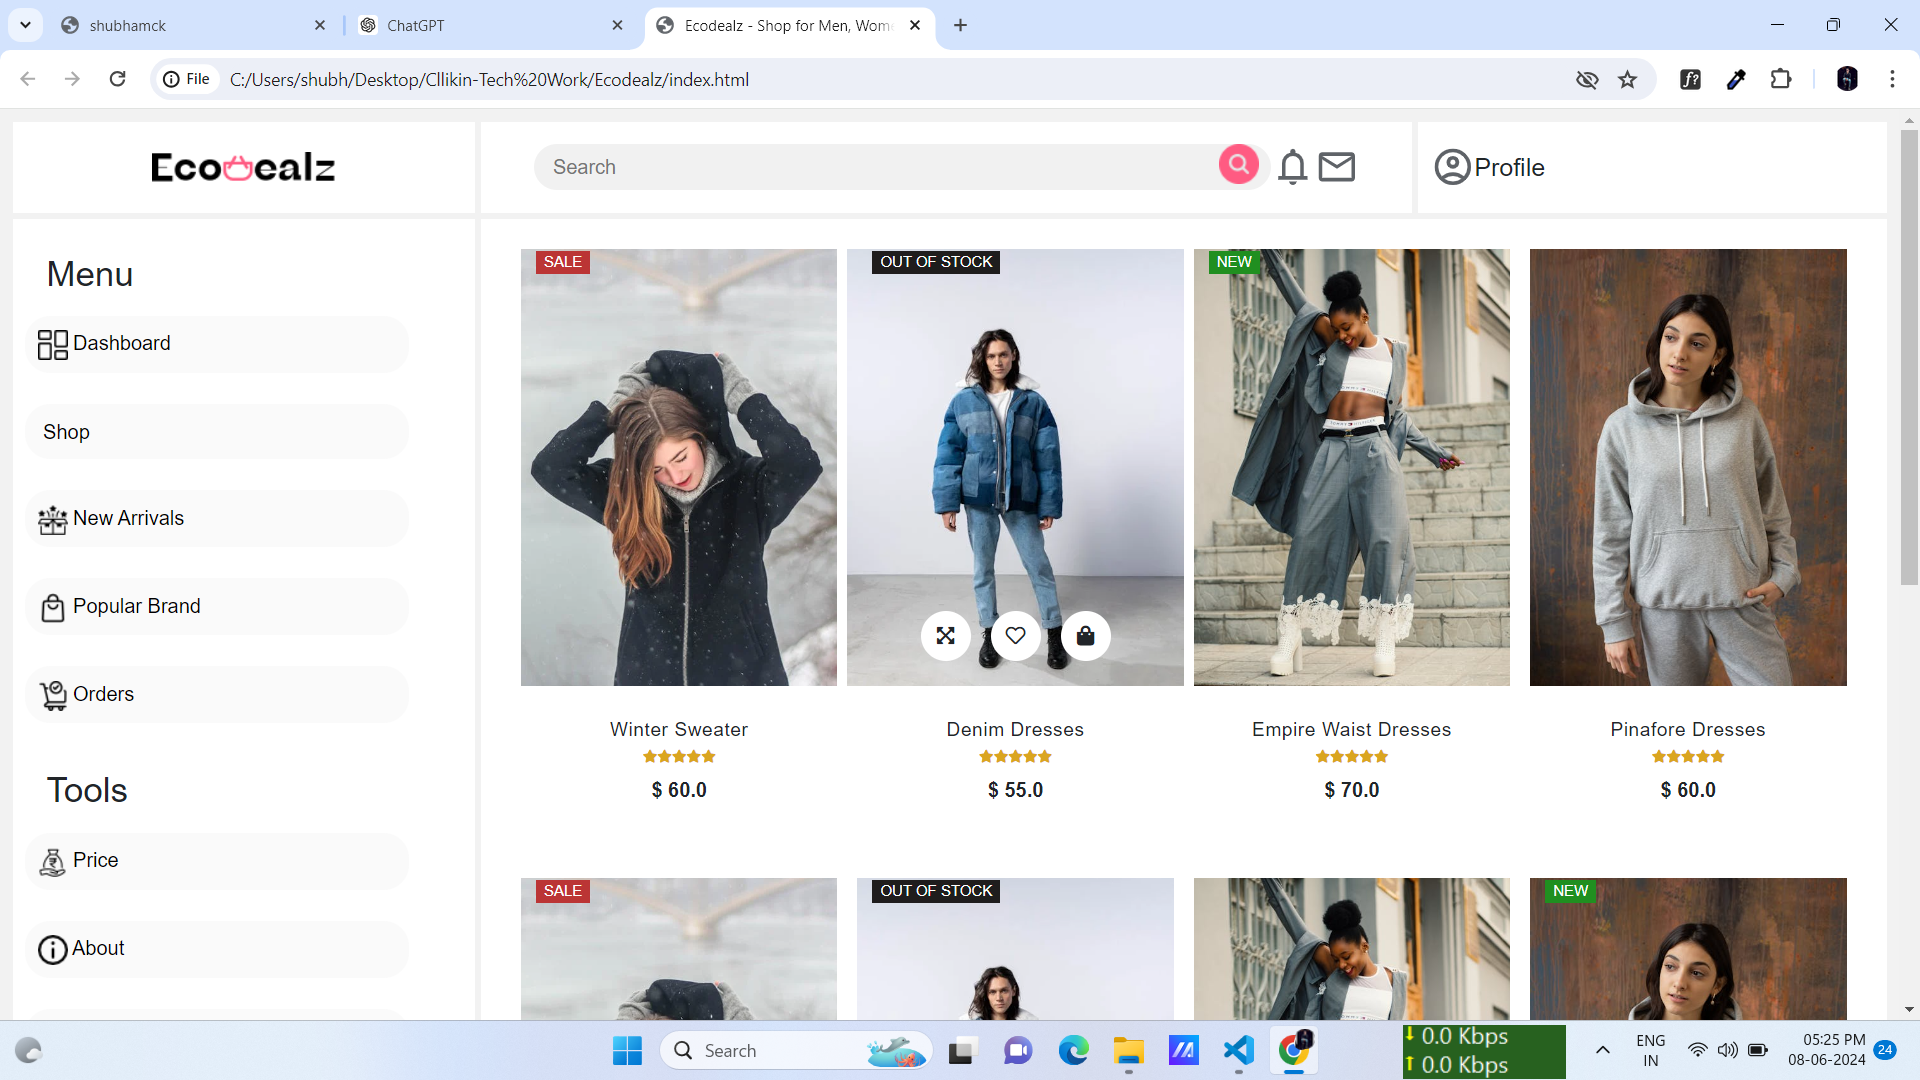 shubhamck
ChatGPT
Ecodealz - Shop for Men, Wome
File
C:/Users/shubh/Desktop/Cllikin-Tech%20Work/Ecodealz/index.html
Eco ealz
Search
Profile
Menu
Dashboard
Shop
New Arrivals
Popular Brand
Orders
Tools
Price
About
SALE
OUT OF STOCK
NEW
Winter Sweater
$ 60.0
Denim Dresses
$ 55.0
Empire Waist Dresses
$ 70.0
Pinafore Dresses
$ 60.0
SALE
OUT OF STOCK
NEW
Search
0.0 Kbps
0.0 Kbps
ENG
IN
05:25 PM
08-06-2024
24